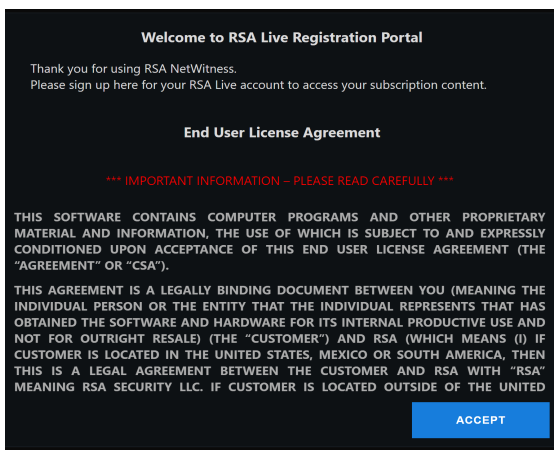 Welcome to RSA Live Registration Portal
Thank you for using RSA NetWitness.
Please sign up here for your RSA Live account to access your subscription content.
End User License Agreement
*** IMPORTANT INFORMATION – PLEASE READ CAREFULLY ***
THIS SOFTWARE CONTAINS COMPUTER PROGRAMS AND OTHER PROPRIETARY
MATERIAL AND INFORMATION, THE USE OF WHICH IS SUBJECT TO AND EXPRESSLY
CONDITIONED UPON ACCEPTANCE OF THIS END USER LICENSE AGREEMENT (THE
“AGREEMENT” OR “CSA”).
THIS AGREEMENT IS A LEGALLY BINDING DOCUMENT BETWEEN YOU (MEANING THE
INDIVIDUAL PERSON OR THE ENTITY THAT THE INDIVIDUAL REPRESENTS THAT HAS
OBTAINED THE SOFTWARE AND HARDWARE FOR ITS INTERNAL PRODUCTIVE USE AND
NOT FOR OUTRIGHT RESALE) (THE “CUSTOMER”) AND RSA (WHICH MEANS (I) IF
CUSTOMER IS LOCATED IN THE UNITED STATES, MEXICO OR SOUTH AMERICA, THEN
THIS IS A LEGAL AGREEMENT BETWEEN THE CUSTOMER AND RSA WITH “RSA”
MEANING RSA SECURITY LLC. IF CUSTOMER IS LOCATED OUTSIDE OF THE UNITED
ACCEPT